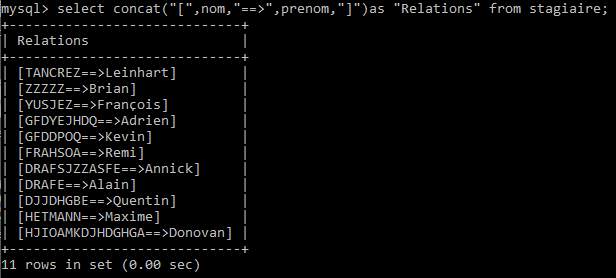 mysql> select concat("[",nom,"==>",prenom,"]")as "Relations" from stagiaire;
+-----------------------------+
| Relations                   |
+-----------------------------+
| [TANCREZ==>Leinhart]        |
| [ZZZZZ==>Brian]             |
| [YUSJEZ==>François]         |
| [GFDYEJHDQ==>Adrien]        |
| [GFDDPOQ==>Kevin]           |
| [FRAHSOA==>Remi]            |
| [DRAFSJZZASFE==>Annick]     |
| [DRAFE==>Alain]             |
| [DJJDHGBE==>Quentin]        |
| [HETMANN==>Maxime]          |
| [HJIOAMKDJHDGHGA==>Donovan] |
+-----------------------------+
11 rows in set (0.00 sec)